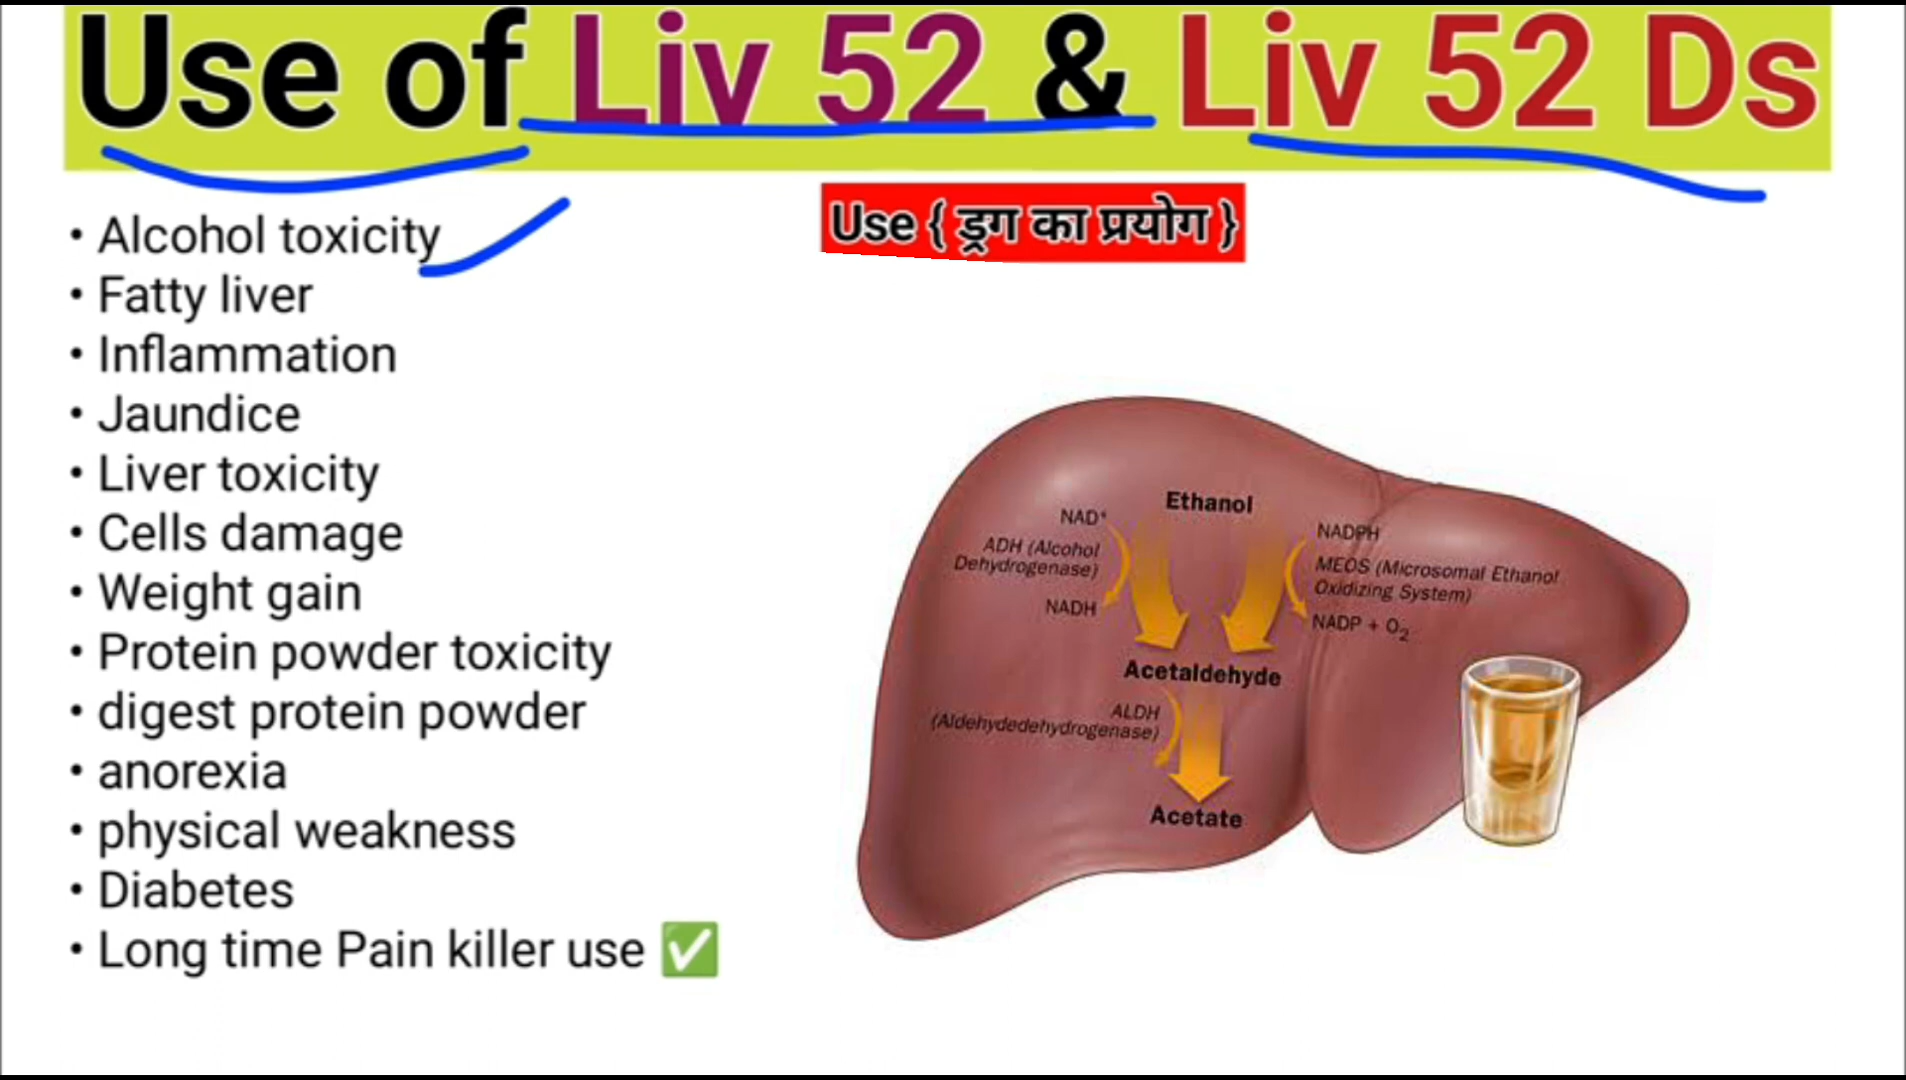 Use of Liv 52 & Liv 52 Ds
Use { ड्रग का प्रयोग }
• Alcohol toxicity
• Fatty liver
• Inflammation
• Jaundice
• Liver toxicity
• Cells damage
• Weight gain
• Protein powder toxicity
• digest protein powder
• anorexia
• physical weakness
• Diabetes
• Long time Pain killer use ✅
Ethanol
NAD⁺
ADH (Alcohol
Dehydrogenase)
NADH
NADPH
MEOS (Microsomal Ethanol
Oxidizing System)
NADP + O₂
Acetaldehyde
ALDH
(Aldehydedehydrogenase)
Acetate